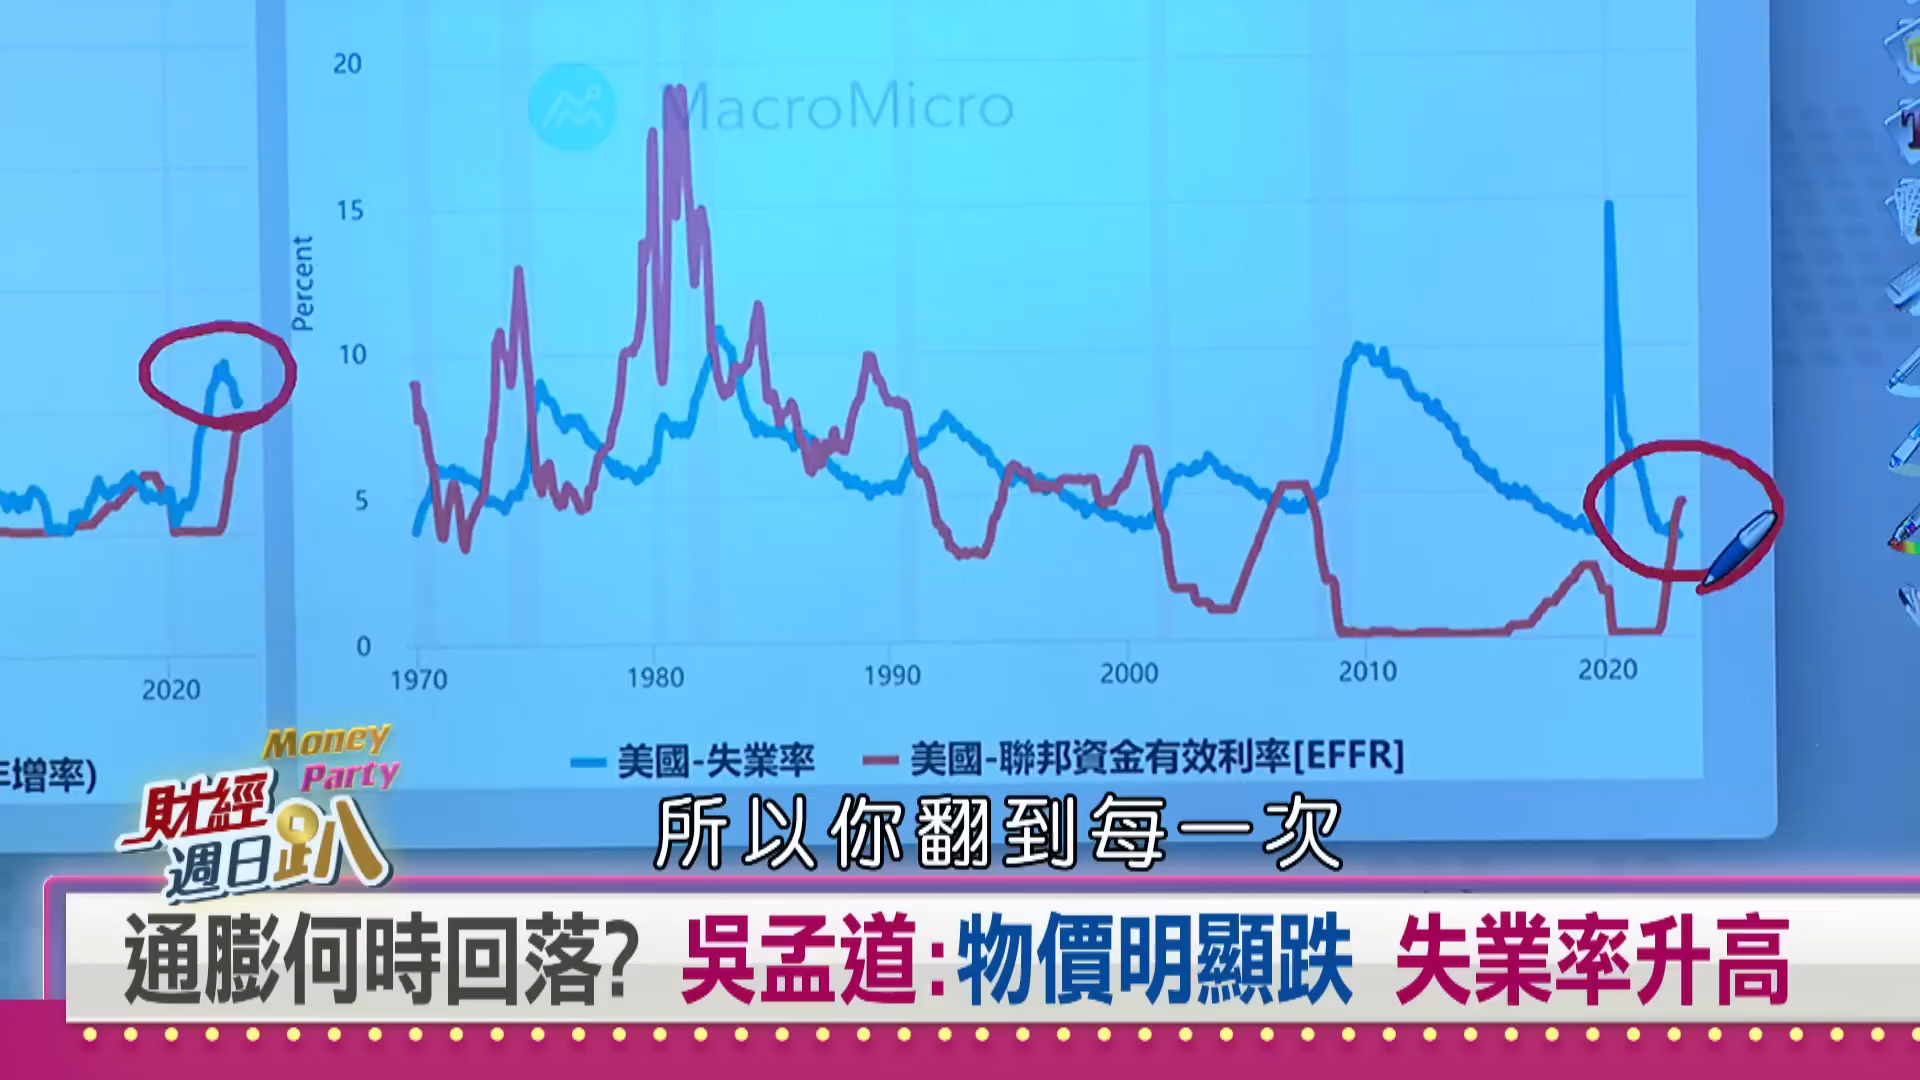 20
MacroMicro
15
Percent
10
5
0
1970
1980
1990
2000
2010
2020
2020
年增率)
美國-失業率
美國-聯邦資金有效利率[EFFR]
Money
Party
財經
週日趴
所以你翻到每一次
通膨何時回落? 吳孟道:物價明顯跌 失業率升高